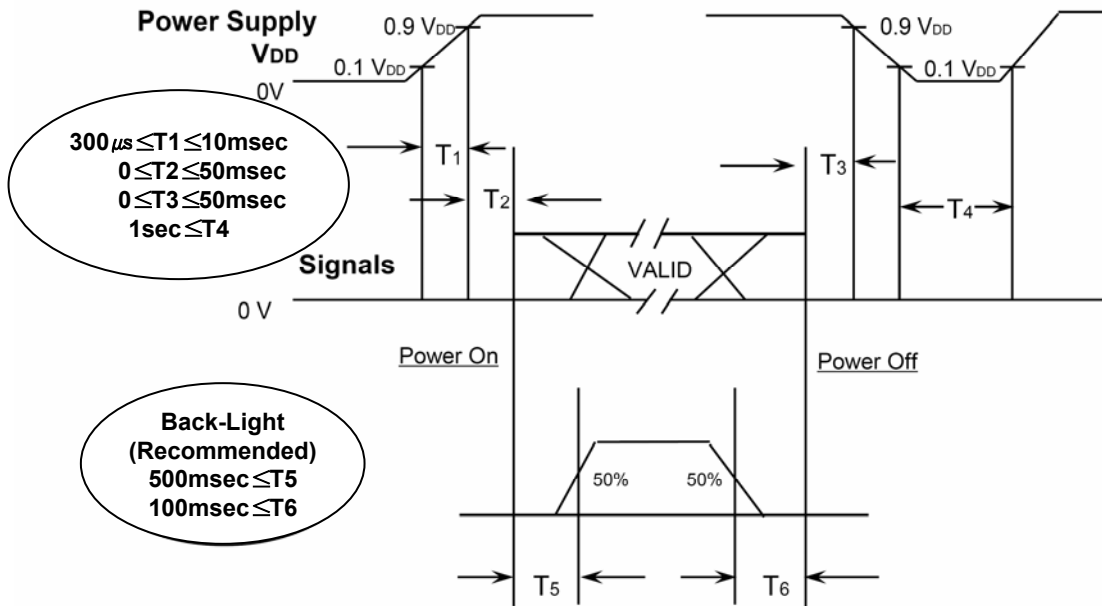 Power Supply
VDD
0.9 VDD
0.9 VDD
0.1 VDD
0.1 VDD
0V
300 μs ≤T1 ≤10msec
0 ≤T2 ≤50msec
0 ≤T3 ≤50msec
1sec ≤T4
T1
T3
T2
T4
Signals
VALID
0 V
Power On
Power Off
Back-Light
(Recommended)
500msec ≤T5
100msec ≤T6
50%
50%
T5
T6